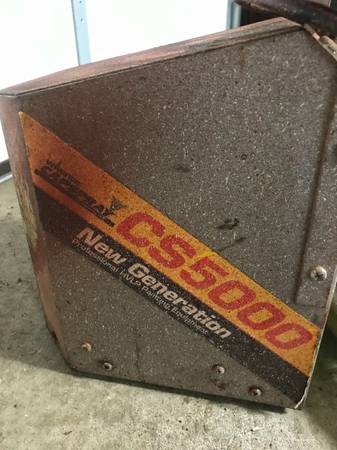 CS5000
New Generation
Professional HVLP Painting Equipment